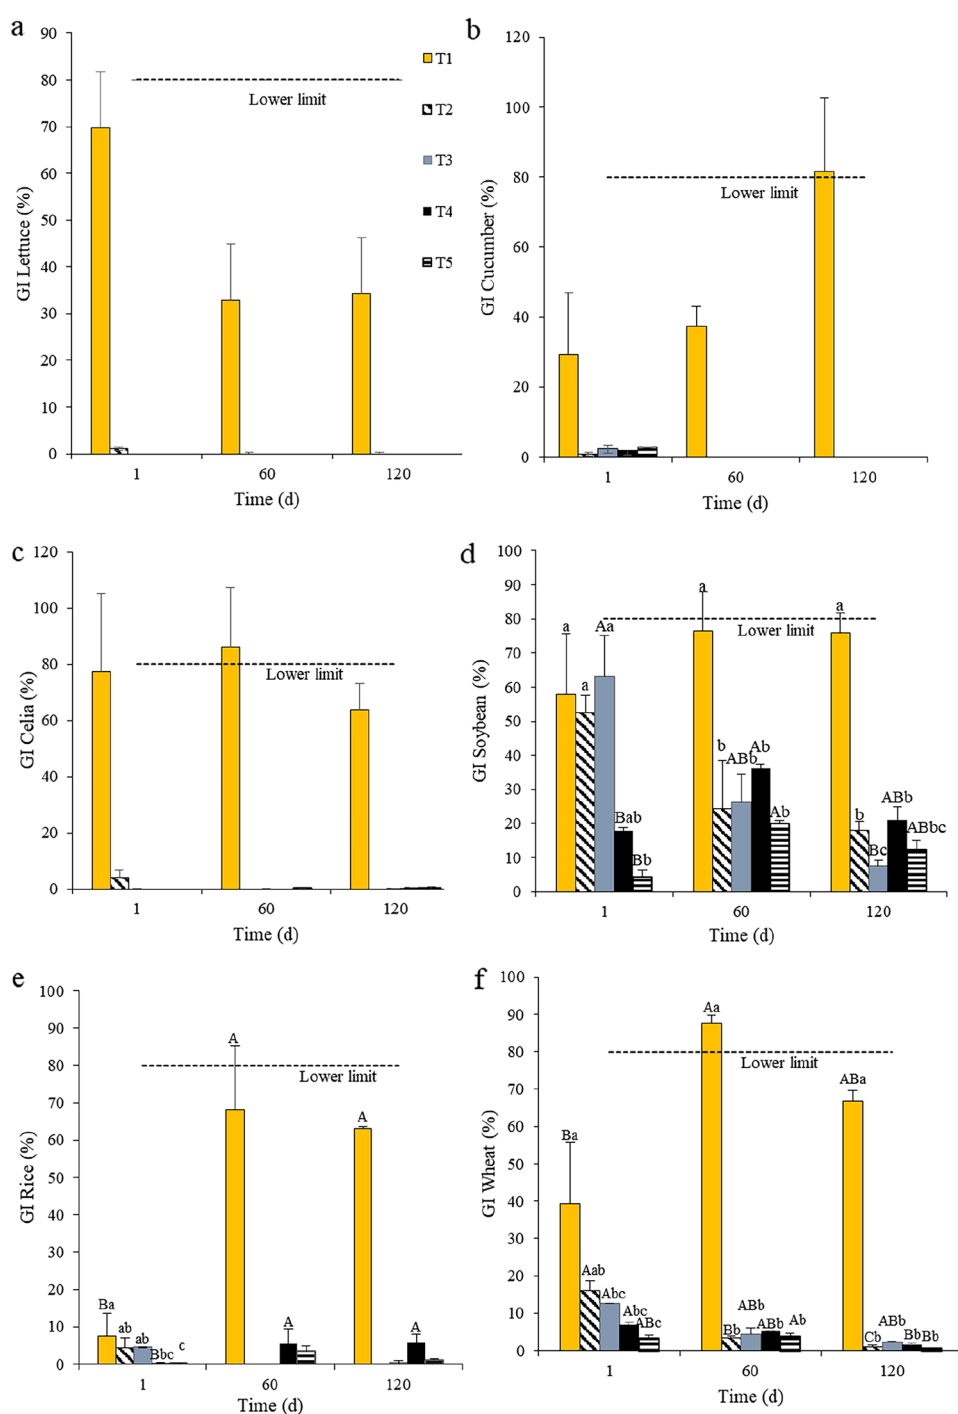 a
90
80
70
60
50
40
30
20
10
0
GI Lettuce (%)
Lower limit
1
60
120
Time (d)
T1
T2
T3
T4
T5
b
120
100
80
60
40
20
0
GI Cucumber (%)
Lower limit
1
60
120
Time (d)
c
120
100
80
60
40
20
0
GI Celia (%)
Lower limit
1
60
120
Time (d)
d
100
90
80
70
60
50
40
30
20
10
0
GI Soybean (%)
Lower limit
a
a
Aa
Bab
Bb
a
b
ABb
Ab
Ab
a
b
Bc
ABb
ABbc
1
60
120
Time (d)
e
100
90
80
70
60
50
40
30
20
10
0
GI Rice (%)
Lower limit
Ba
ab
ab
Bbc
c
A
A
A
A
1
60
120
Time (d)
f
100
90
80
70
60
50
40
30
20
10
0
GI Wheat (%)
Lower limit
Ba
Aab
Abc
Abc
ABc
Aa
Bb
ABb
ABb
Ab
ABa
Cb
ABb
Bb
Bb
1
60
120
Time (d)